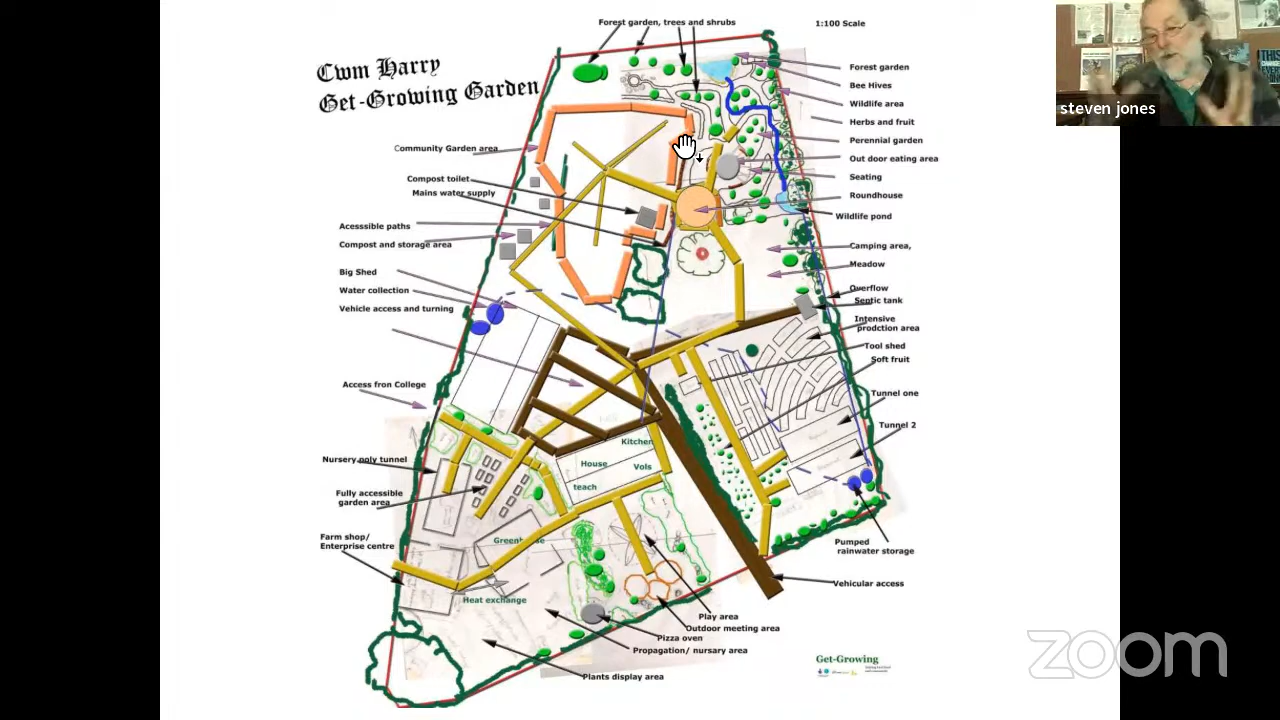 Forest garden, trees and shrubs
1:100 Scale
steven jones
Cwm Harry
Get-Growing Garden
Forest garden
Bee Hives
Wildlife area
Herbs and fruit
Perennial garden
Out door eating area
Seating
Roundhouse
Wildlife pond
Camping area,
Meadow
Overflow
Septic tank
Intensive
prodction area
Tool shed
Soft fruit
Tunnel one
Tunnel 2
Pumped
rainwater storage
Vehicular access
Community Garden area
Compost toilet
Mains water supply
Acesssible paths
Compost and storage area
Big Shed
Water collection
Vehicle access and turning
Access fron College
Nursery poly tunnel
Fully accessible
garden area
Farm shop/
Enterprise centre
Kitchen
House
Vols
teach
Heat exchange
Play area
Outdoor meeting area
Pizza oven
Propagation/ nursary area
Plants display area
Get-Growing
zoom